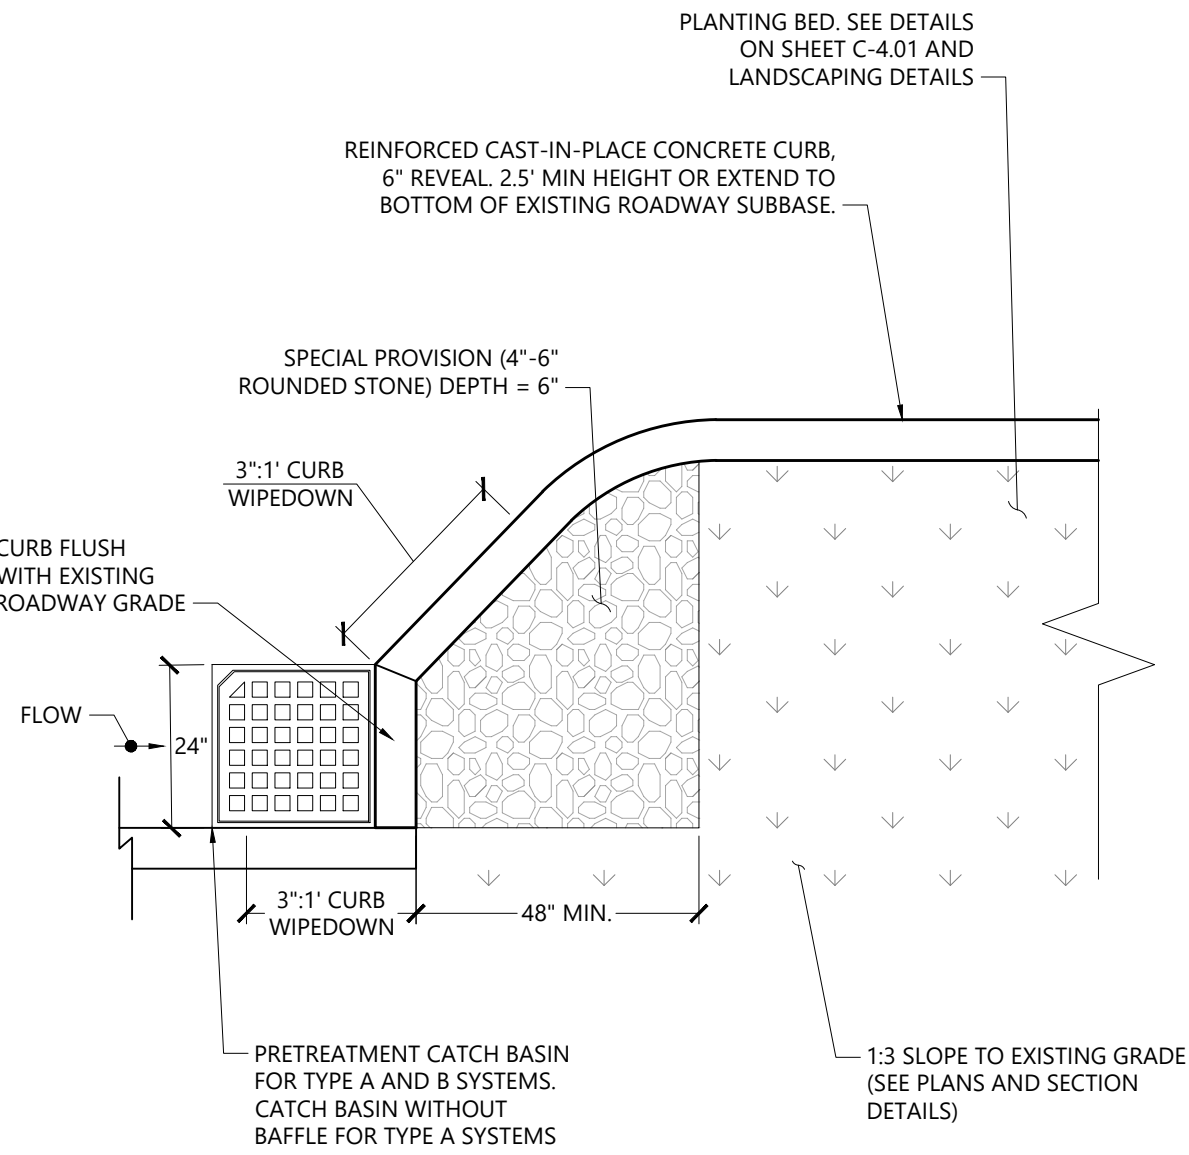 PLANTING BED. SEE DETAILS
ON SHEET C-4.01 AND
LANDSCAPING DETAILS
REINFORCED CAST-IN-PLACE CONCRETE CURB,
6" REVEAL. 2.5' MIN HEIGHT OR EXTEND TO
BOTTOM OF EXISTING ROADWAY SUBBASE.
SPECIAL PROVISION (4"-6"
ROUNDED STONE) DEPTH = 6"
3":1' CURB
WIPEDOWN
CURB FLUSH
WITH EXISTING
ROADWAY GRADE
FLOW
24"
3":1' CURB
WIPEDOWN
48" MIN.
PRETREATMENT CATCH BASIN
FOR TYPE A AND B SYSTEMS.
CATCH BASIN WITHOUT
BAFFLE FOR TYPE A SYSTEMS
1:3 SLOPE TO EXISTING GRADE
(SEE PLANS AND SECTION
DETAILS)